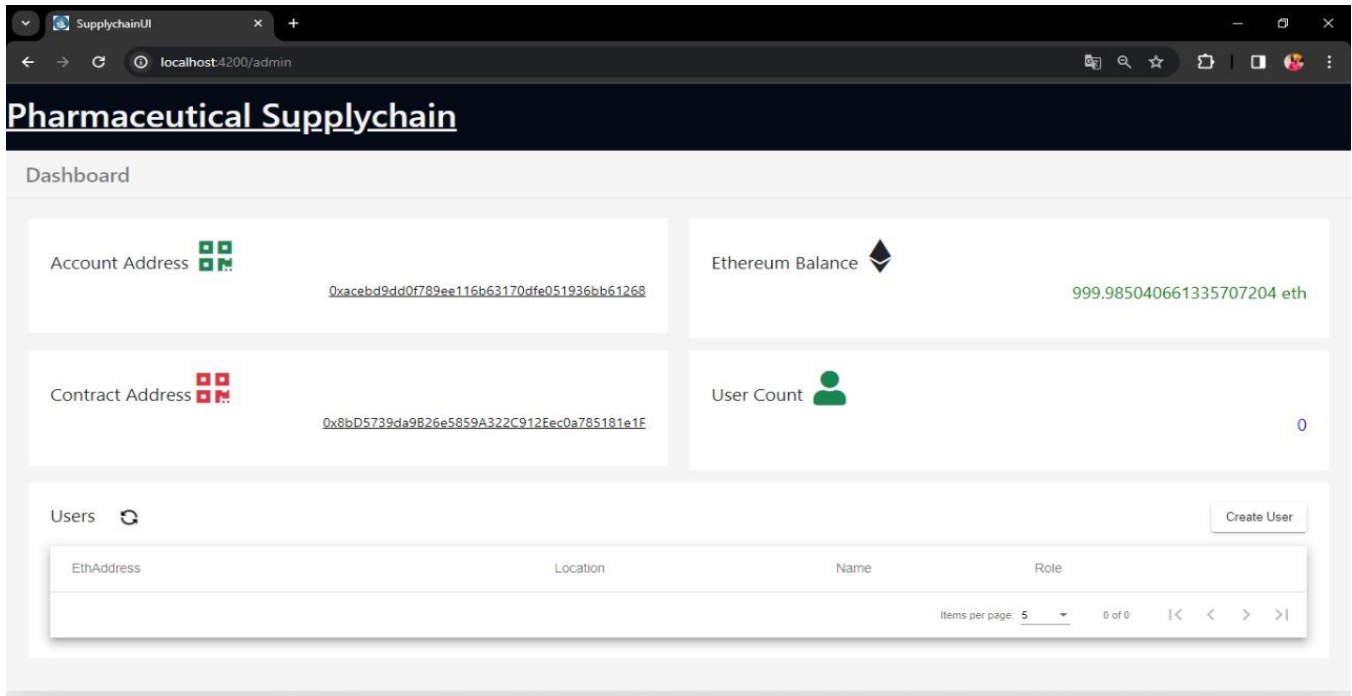 SupplychainUI
localhost:4200/admin
Pharmaceutical Supplychain
Dashboard
Account Address
0xacebd9dd0f789ee116b63170dfe051936bb61268
Ethereum Balance
999.985040661335707204 eth
Contract Address
0x8bD5739da9B26e5859A322C912Eec0a785181e1F
User Count
0
Users
Create User
EthAddress Location Name Role
Items per page: 5 0 of 0